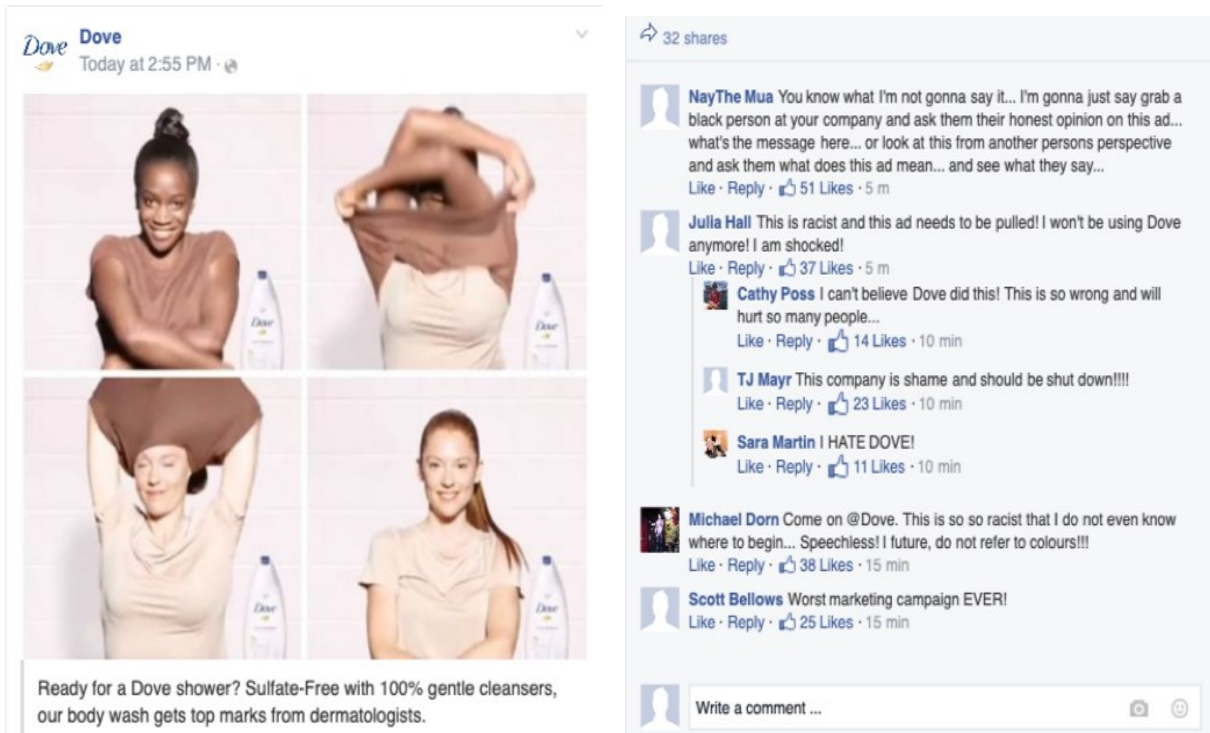 Dove
Dove
Today at 2:55 PM
Dove
Dove
Dove
Dove
Ready for a Dove shower? Sulfate-Free with 100% gentle cleansers,
our body wash gets top marks from dermatologists.
32 shares
NayThe Mua You know what I'm not gonna say it... I'm gonna just say grab a
black person at your company and ask them their honest opinion on this ad...
what's the message here... or look at this from another persons perspective
and ask them what does this ad mean... and see what they say...
Like · Reply · 51 Likes · 5 m
Julia Hall This is racist and this ad needs to be pulled! I won't be using Dove
anymore! I am shocked!
Like · Reply · 37 Likes · 5 m
Cathy Poss I can't believe Dove did this! This is so wrong and will
hurt so many people...
Like · Reply · 14 Likes · 10 min
TJ Mayr This company is shame and should be shut down!!!!
Like · Reply · 23 Likes · 10 min
Sara Martin I HATE DOVE!
Like · Reply · 11 Likes · 10 min
Michael Dorn Come on @Dove. This is so so racist that I do not even know
where to begin... Speechless! I future, do not refer to colours!!!
Like · Reply · 38 Likes · 15 min
Scott Bellows Worst marketing campaign EVER!
Like · Reply · 25 Likes · 15 min
Write a comment ...